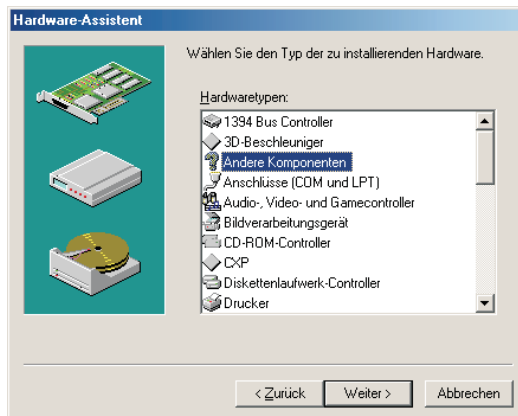 Hardware-Assistent
Wählen Sie den Typ der zu installierenden Hardware.
Hardwaretypen:
1394 Bus Controller
3D-Beschleuniger
Andere Komponenten
Anschlüsse (COM und LPT)
Audio-, Video- und Gamecontroller
Bildverarbeitungsgerät
CD-ROM-Controller
CXP
Diskettenlaufwerk-Controller
Drucker
< Zurück
Weiter >
Abbrechen